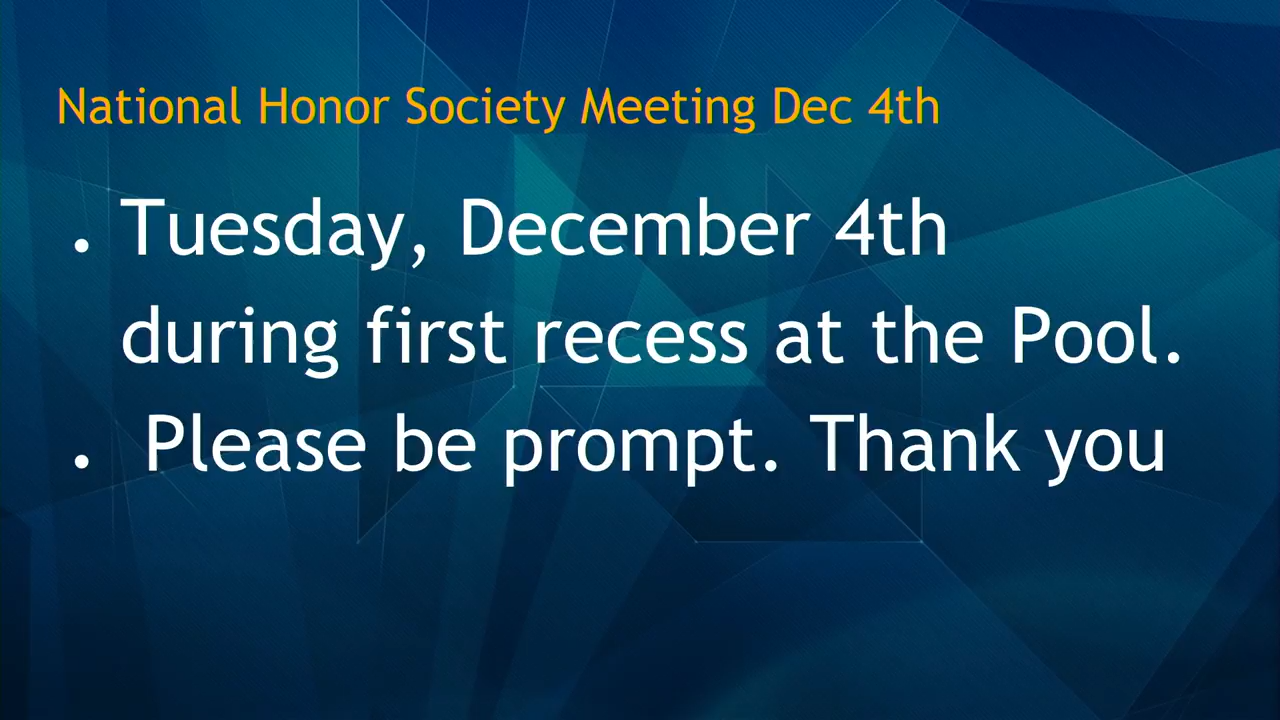 National Honor Society Meeting Dec 4th
• Tuesday, December 4th
during first recess at the Pool.
• Please be prompt. Thank you